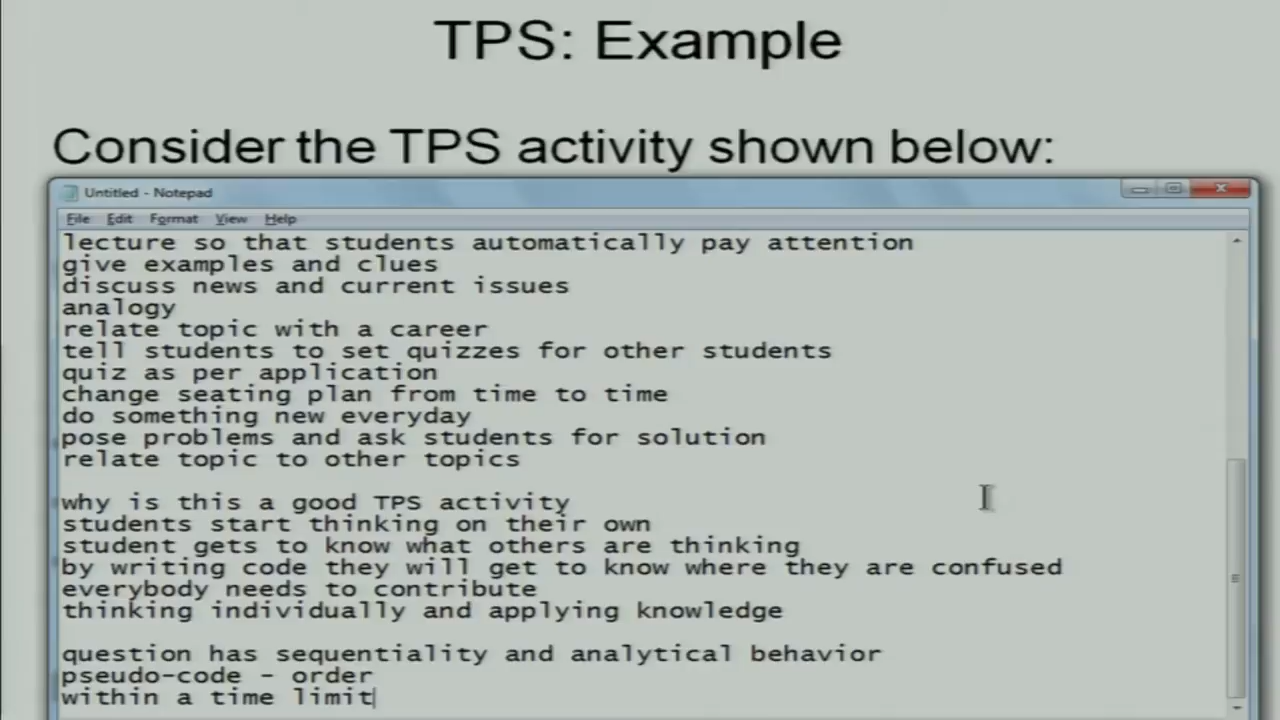 TPS: Example
Consider the TPS activity shown below:
Untitled - Notepad
File Edit Format View Help
lecture so that students automatically pay attention
give examples and clues
discuss news and current issues
analogy
relate topic with a career
tell students to set quizzes for other students
quiz as per application
change seating plan from time to time
do something new everyday
pose problems and ask students for solution
relate topic to other topics
why is this a good TPS activity
students start thinking on their own
student gets to know what others are thinking
by writing code they will get to know where they are confused
everybody needs to contribute
thinking individually and applying knowledge
question has sequentiality and analytical behavior
pseudo-code - order
within a time limit